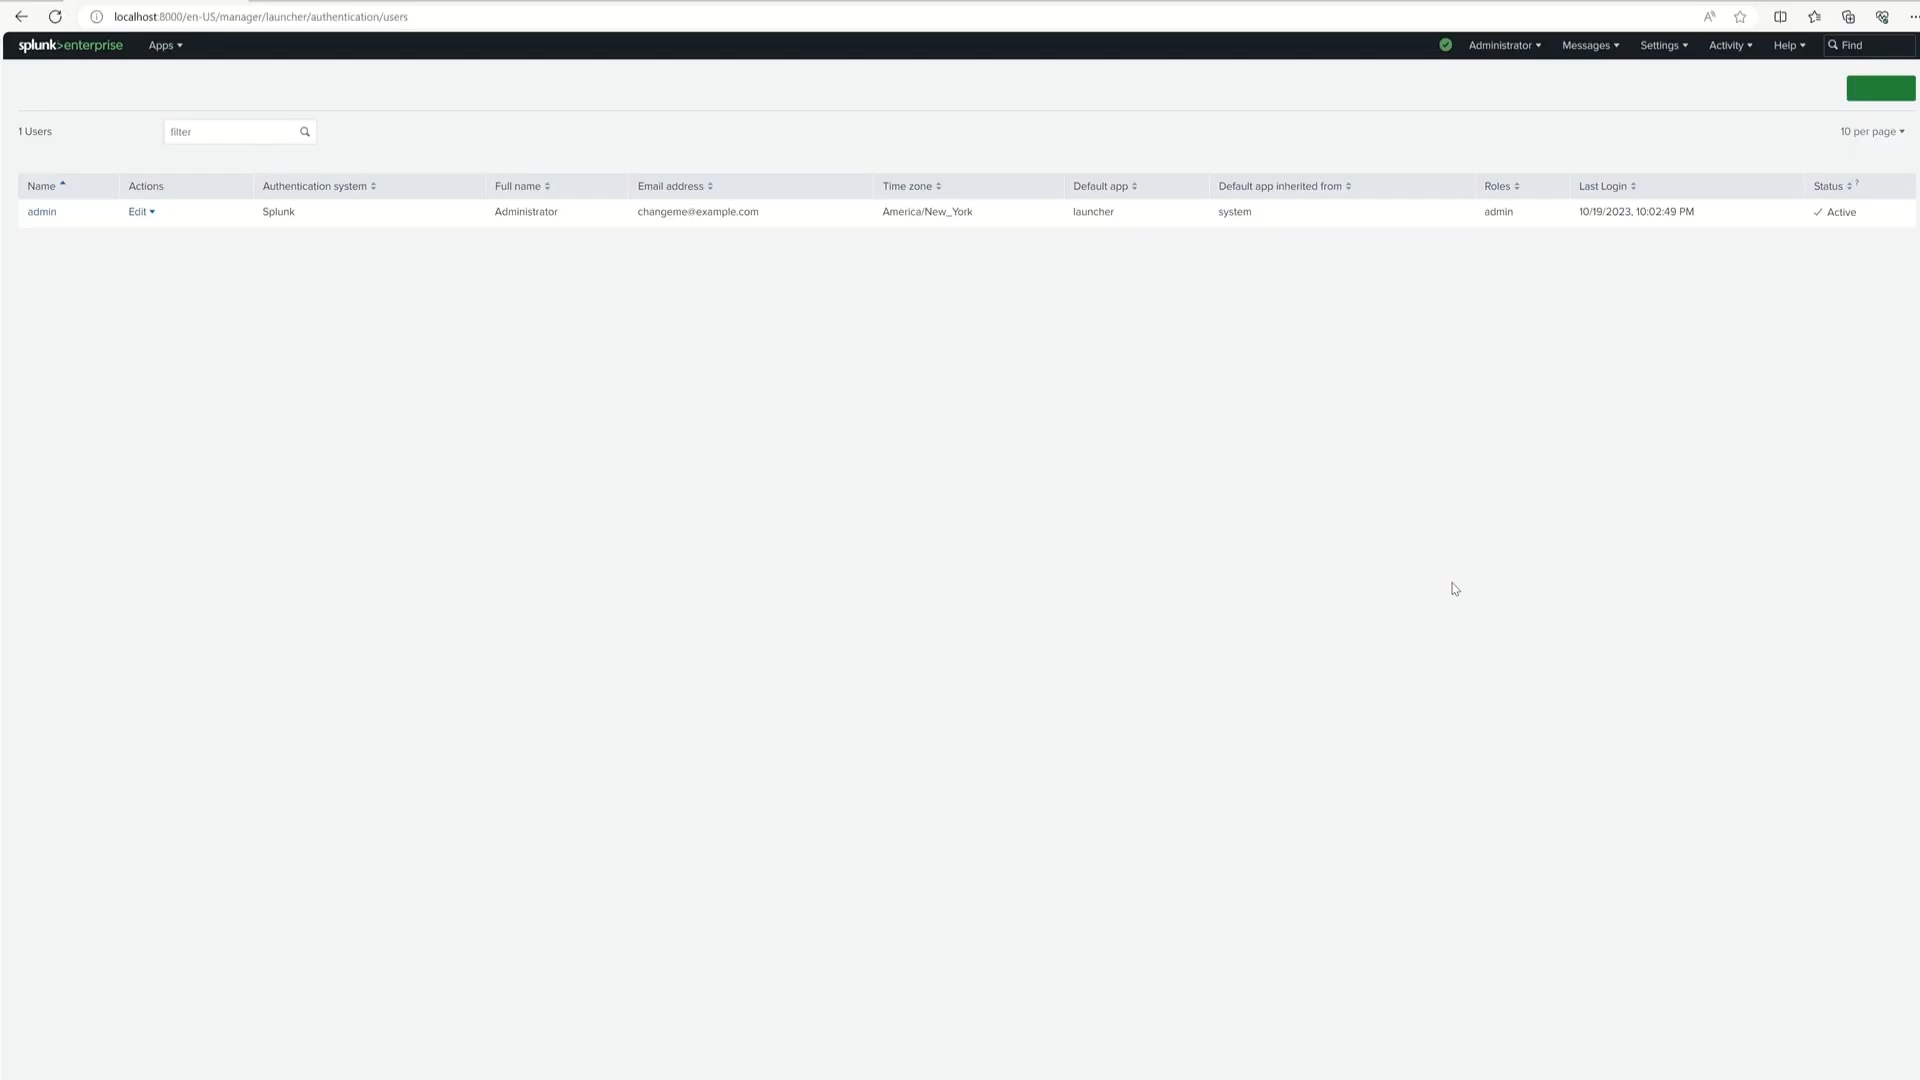 localhost:8000/en-US/manager/launcher/authentication/users
splunk>enterprise Apps Administrator Messages Settings Activity Help Find
1 Users filter 10 per page
Name Actions Authentication system Full name Email address Time zone Default app Default app inherited from Roles Last Login Status ?
admin Edit Splunk Administrator changeme@example.com America/New_York launcher system admin 10/19/2023, 10:02:49 PM Active